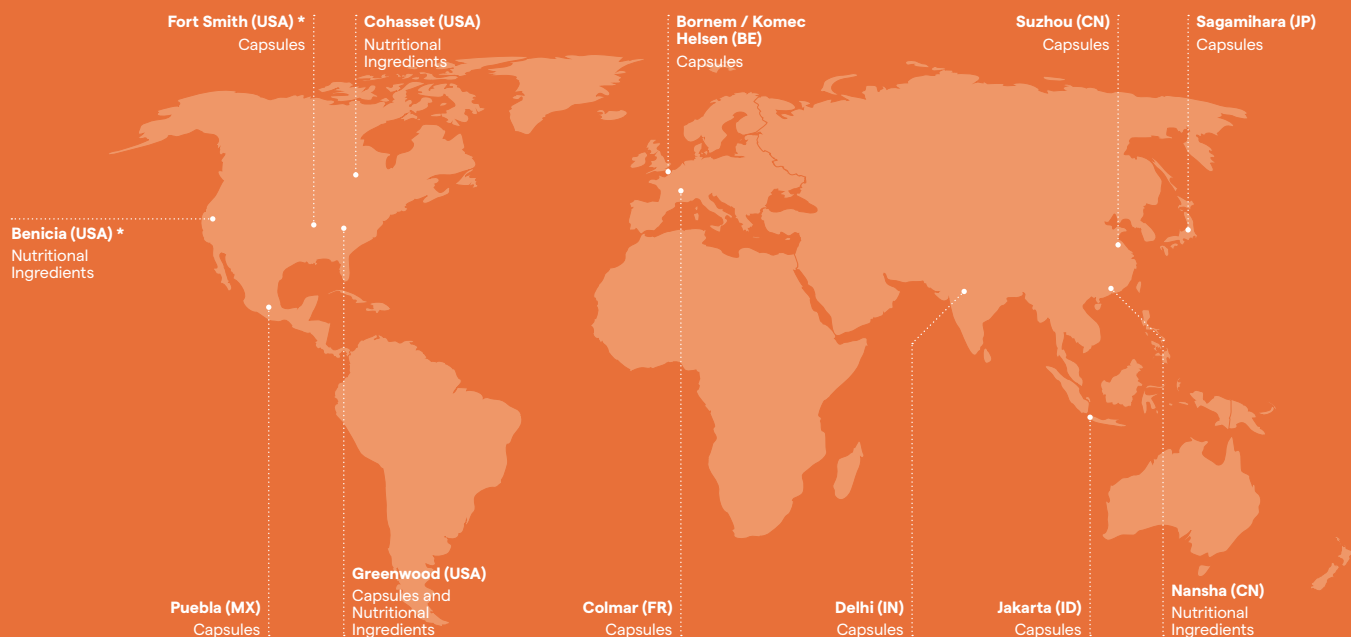 Fort Smith (USA) *
Capsules
Cohasset (USA)
Nutritional
Ingredients
Bornem / Komec
Helsen (BE)
Capsules
Suzhou (CN)
Capsules
Sagamihara (JP)
Capsules
Benicia (USA) *
Nutritional
Ingredients
Puebla (MX)
Capsules
Greenwood (USA)
Capsules and
Nutritional
Ingredients
Colmar (FR)
Capsules
Delhi (IN)
Capsules
Jakarta (ID)
Capsules
Nansha (CN)
Nutritional
Ingredients